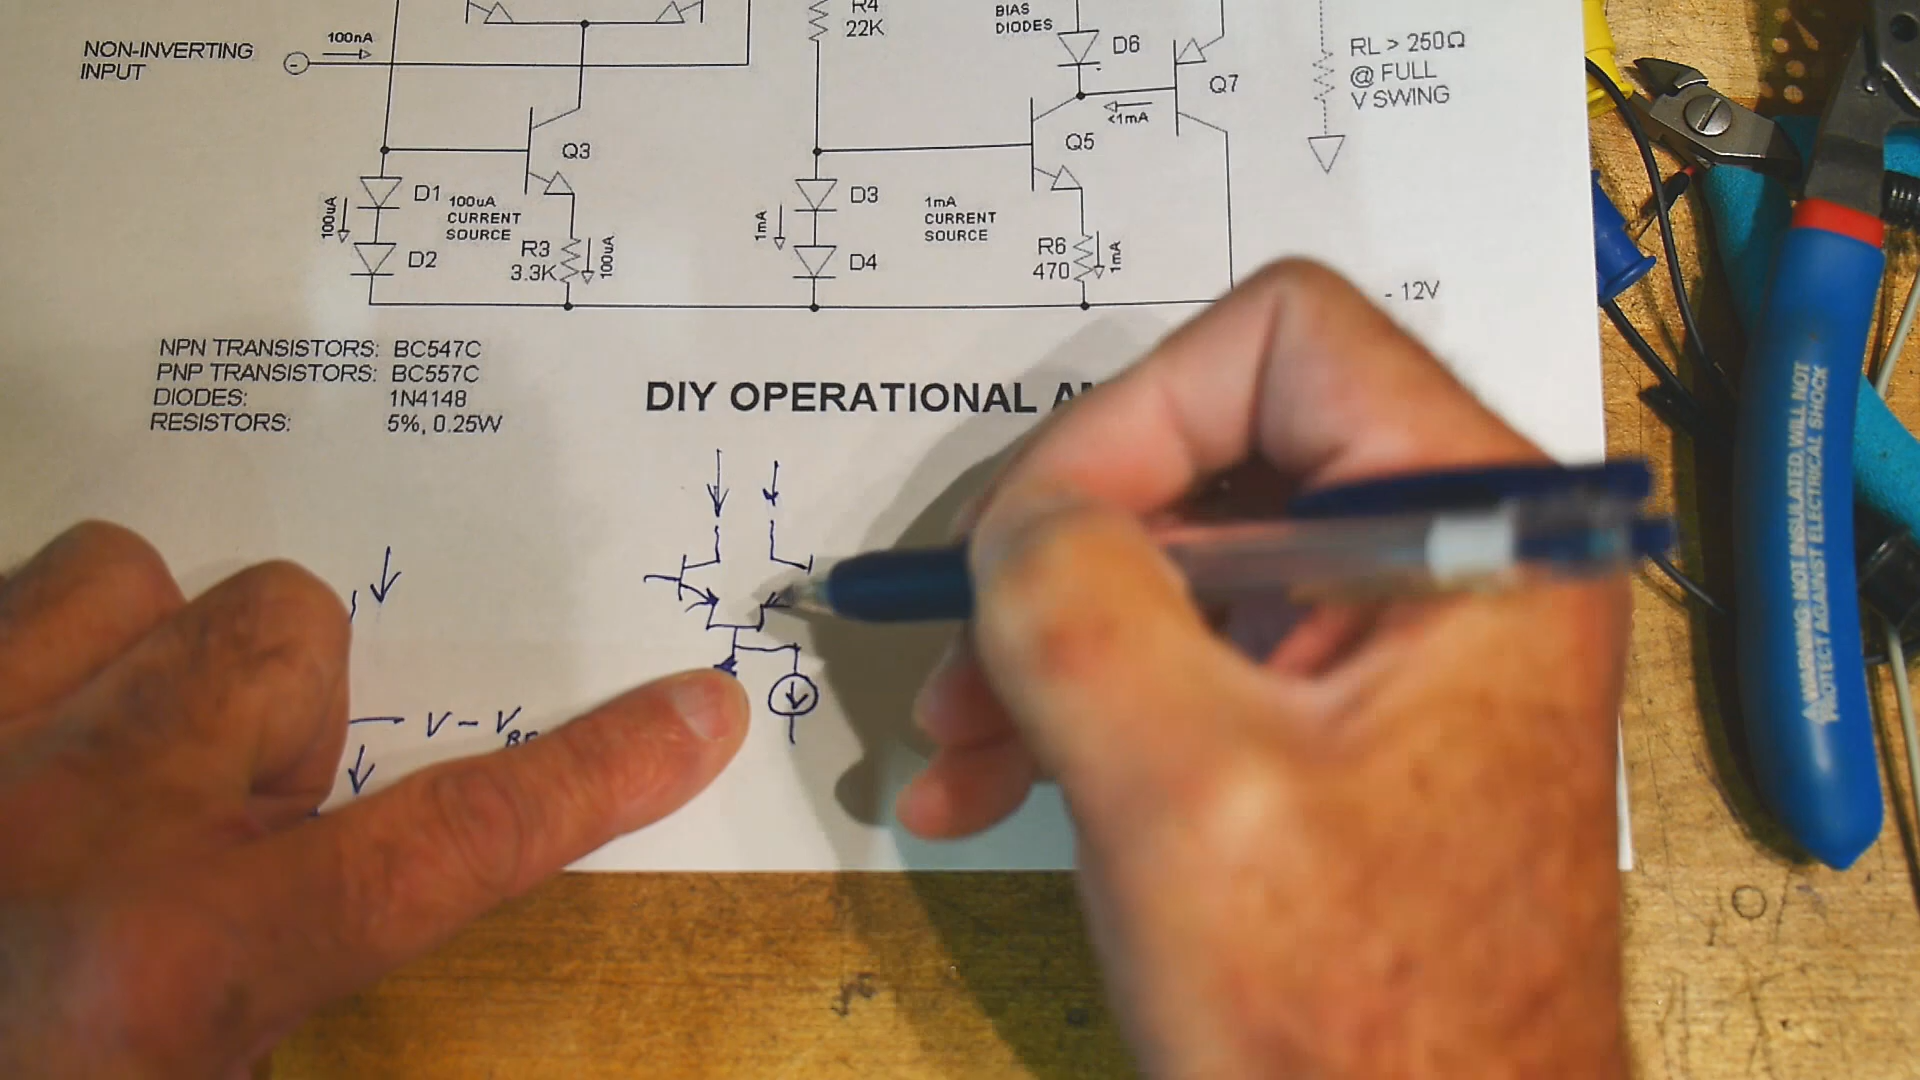 R4
22K
BIAS
DIODES
D6
Q7
RL > 250Ω
@ FULL
V SWING
NON-INVERTING
INPUT
100nA
-
<1mA
Q3
Q5
D1
100uA
CURRENT
SOURCE
100uA
D2
R3
3.3K
100uA
D3
1mA
CURRENT
SOURCE
1mA
D4
R6
470
1mA
- 12V
NPN TRANSISTORS: BC547C
PNP TRANSISTORS: BC557C
DIODES: 1N4148
RESISTORS: 5%, 0.25W
DIY OPERATIONAL
V - VBE
WARNING: NOT INSULATED. WILL NOT
PROTECT AGAINST ELECTRICAL SHOCK